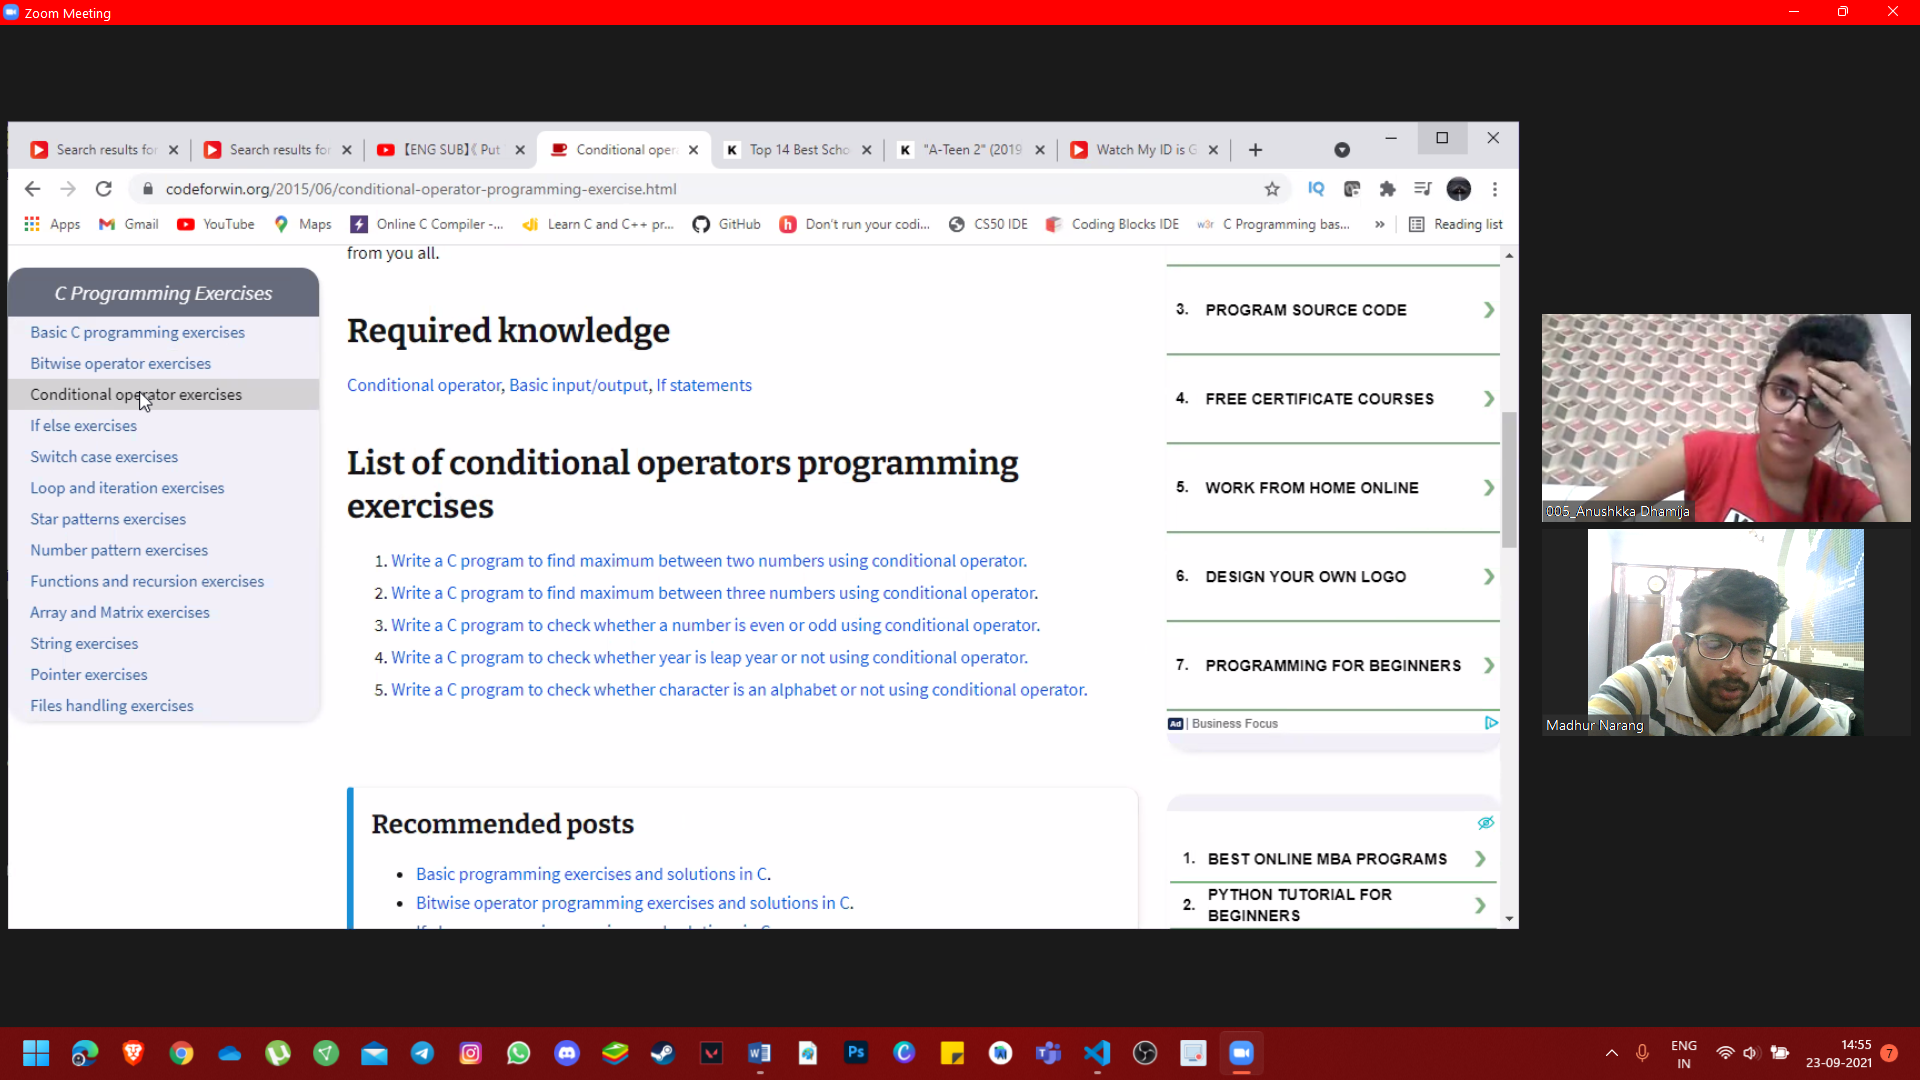 Zoom Meeting
Search results for
Search results for
【ENG SUB】《 Put
Conditional oper
Top 14 Best Scho
"A-Teen 2" (2019
Watch My ID is G
codeforwin.org/2015/06/conditional-operator-programming-exercise.html
IQ
Apps
Gmail
YouTube
Maps
Online C Compiler -...
Learn C and C++ pr...
GitHub
Don't run your codi...
CS50 IDE
Coding Blocks IDE
C Programming bas...
»
Reading list
from you all.
C Programming Exercises
Basic C programming exercises
Bitwise operator exercises
Conditional operator exercises
If else exercises
Switch case exercises
Loop and iteration exercises
Star patterns exercises
Number pattern exercises
Functions and recursion exercises
Array and Matrix exercises
String exercises
Pointer exercises
Files handling exercises
Required knowledge
Conditional operator, Basic input/output, If statements
List of conditional operators programming
exercises
1. Write a C program to find maximum between two numbers using conditional operator.
2. Write a C program to find maximum between three numbers using conditional operator.
3. Write a C program to check whether a number is even or odd using conditional operator.
4. Write a C program to check whether year is leap year or not using conditional operator.
5. Write a C program to check whether character is an alphabet or not using conditional operator.
Recommended posts
• Basic programming exercises and solutions in C.
• Bitwise operator programming exercises and solutions in C.
3. PROGRAM SOURCE CODE
4. FREE CERTIFICATE COURSES
5. WORK FROM HOME ONLINE
6. DESIGN YOUR OWN LOGO
7. PROGRAMMING FOR BEGINNERS
Ad | Business Focus
1. BEST ONLINE MBA PROGRAMS
2. PYTHON TUTORIAL FOR
BEGINNERS
005_Anushkka Dhamija
Madhur Narang
ENG
IN
14:55
23-09-2021
7